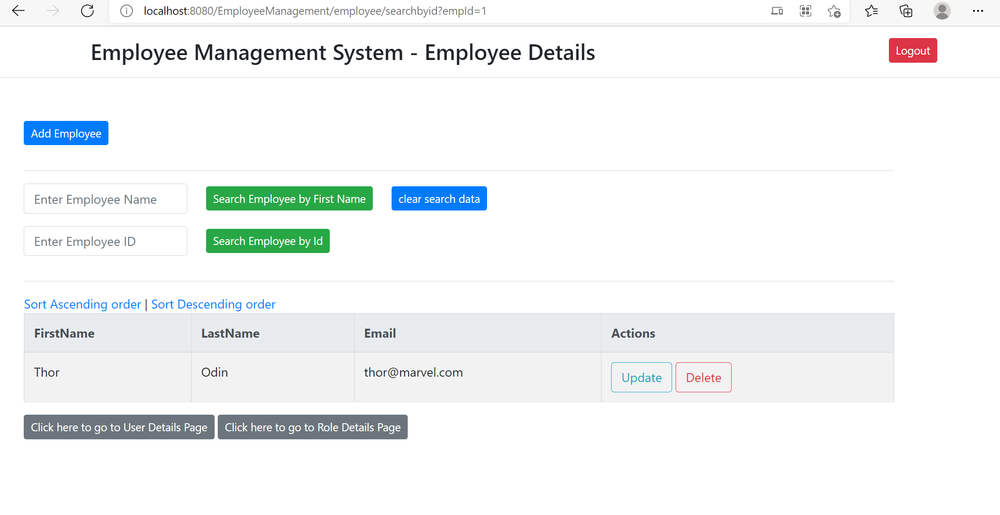 localhost:8080/EmployeeManagement/employee/searchbyid?empId=1
Employee Management System - Employee Details
Logout
Add Employee
Enter Employee Name
Search Employee by First Name
clear search data
Enter Employee ID
Search Employee by Id
Sort Ascending order | Sort Descending order
FirstName LastName Email Actions
Thor Odin thor@marvel.com Update Delete
Click here to go to User Details Page Click here to go to Role Details Page